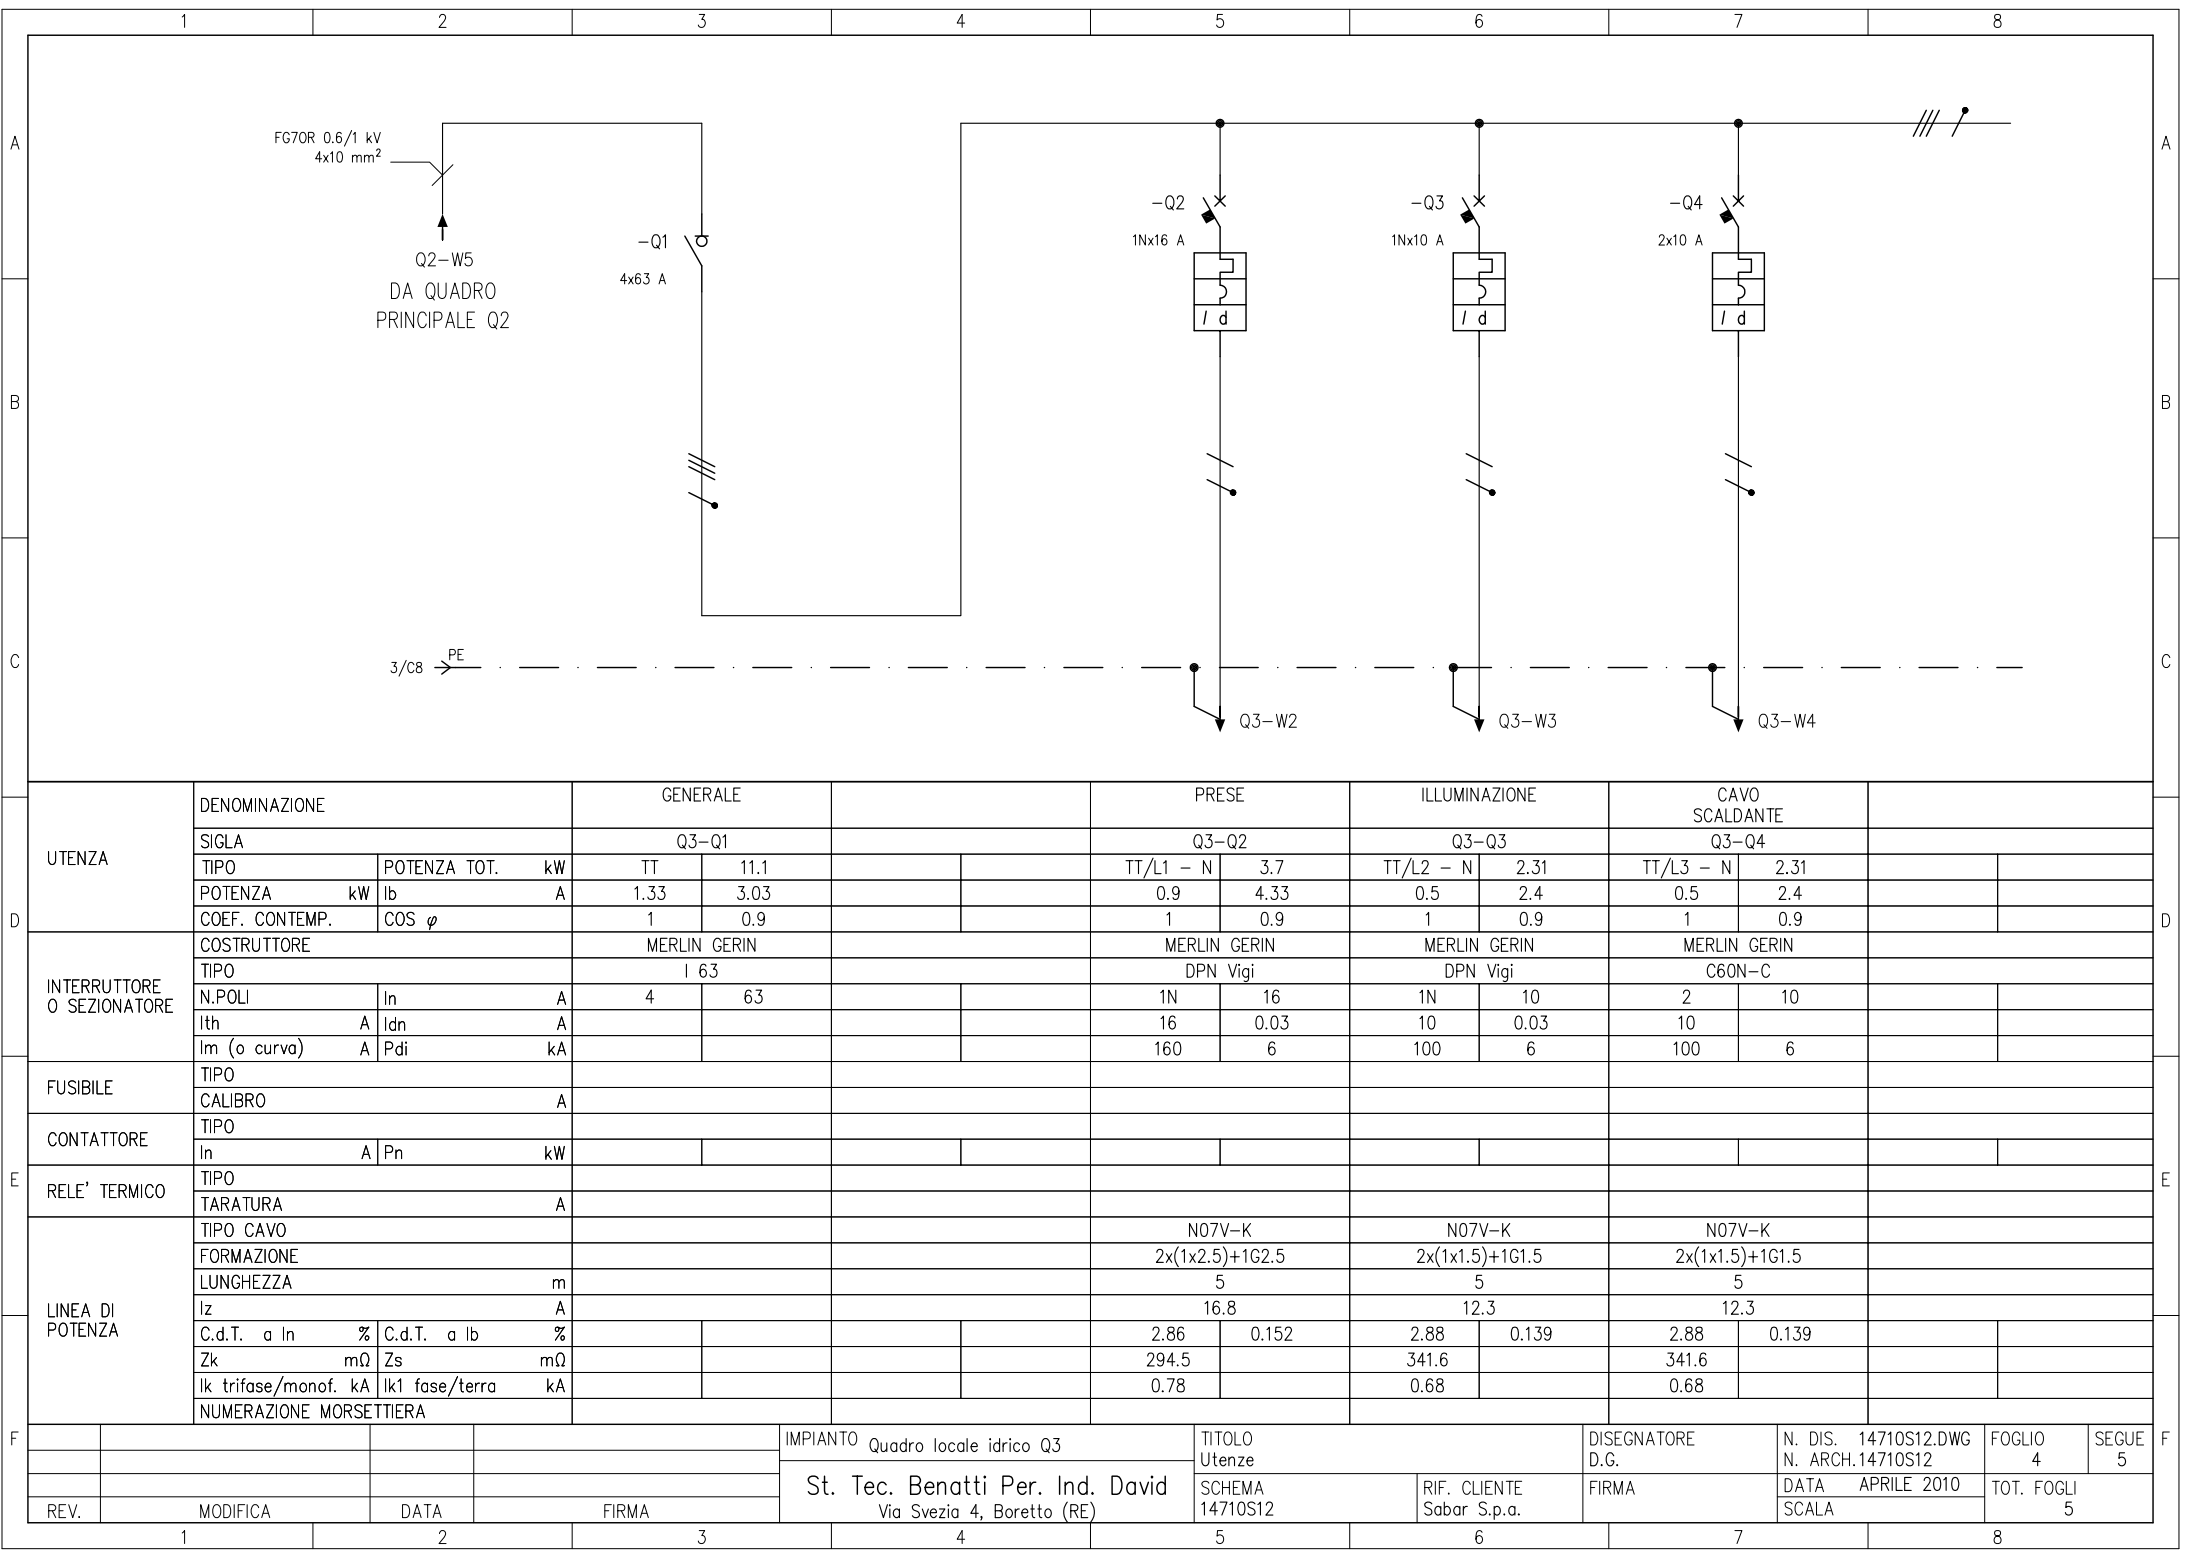 1 2 3 4 5 6 7 8
A A
B B
C C
D D
E E
F F
FG7OR 0.6/1 kV
4x10 mm²
Q2-W5
DA QUADRO
PRINCIPALE Q2
-Q1
4x63 A
-Q2
1Nx16 A
I d
-Q3
1Nx10 A
I d
-Q4
2x10 A
I d
3/C8 PE
Q3-W2 Q3-W3 Q3-W4
UTENZA
DENOMINAZIONE GENERALE PRESE ILLUMINAZIONE CAVO
SCALDANTE
SIGLA Q3-Q1 Q3-Q2 Q3-Q3 Q3-Q4
TIPO POTENZA TOT. kW TT 11.1 TT/L1 - N 3.7 TT/L2 - N 2.31 TT/L3 - N 2.31
POTENZA kW Ib A 1.33 3.03 0.9 4.33 0.5 2.4 0.5 2.4
COEF. CONTEMP. COS φ 1 0.9 1 0.9 1 0.9 1 0.9
INTERRUTTORE
O SEZIONATORE
COSTRUTTORE MERLIN GERIN MERLIN GERIN MERLIN GERIN MERLIN GERIN
TIPO I 63 DPN Vigi DPN Vigi C60N-C
N.POLI In A 4 63 1N 16 1N 10 2 10
Ith A Idn A 16 0.03 10 0.03 10
Im (o curva) A Pdi kA 160 6 100 6 100 6
FUSIBILE
TIPO
CALIBRO A
CONTATTORE
TIPO
In A Pn kW
RELE' TERMICO
TIPO
TARATURA A
LINEA DI
POTENZA
TIPO CAVO N07V-K N07V-K N07V-K
FORMAZIONE 2x(1x2.5)+1G2.5 2x(1x1.5)+1G1.5 2x(1x1.5)+1G1.5
LUNGHEZZA m 5 5 5
Iz A 16.8 12.3 12.3
C.d.T. a In % C.d.T. a Ib % 2.86 0.152 2.88 0.139 2.88 0.139
Zk mΩ Zs mΩ 294.5 341.6 341.6
Ik trifase/monof. kA Ik1 fase/terra kA 0.78 0.68 0.68
NUMERAZIONE MORSETTIERA
REV. MODIFICA DATA FIRMA
IMPIANTO Quadro locale idrico Q3
St. Tec. Benatti Per. Ind. David
Via Svezia 4, Boretto (RE)
TITOLO
Utenze
SCHEMA
14710S12
RIF. CLIENTE
Sabar S.p.a.
DISEGNATORE
D.G.
FIRMA
N. DIS. 14710S12.DWG
N. ARCH.14710S12
DATA APRILE 2010
SCALA
FOGLIO
4
SEGUE
5
TOT. FOGLI
5
1 2 3 4 5 6 7 8